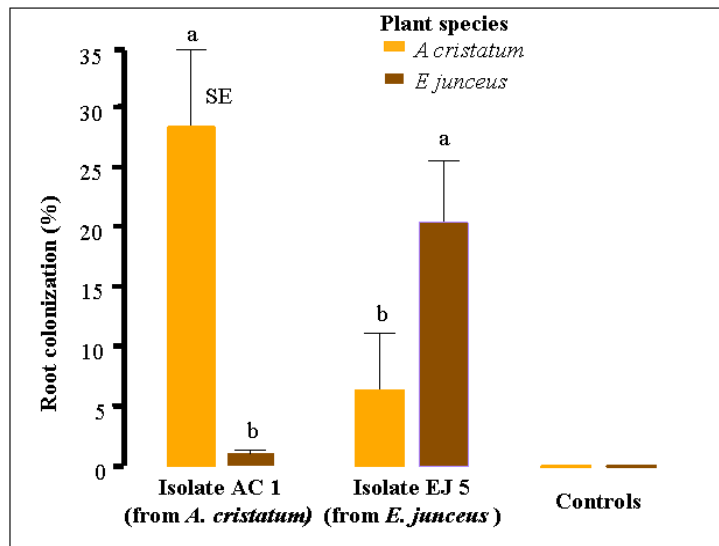 Plant species
A cristatum
E junceus
Root colonization (%)
35
30
25
20
15
10
5
0
a
SE
b
b
a
Isolate AC 1
(from A. cristatum)
Isolate EJ 5
(from E. junceus )
Controls